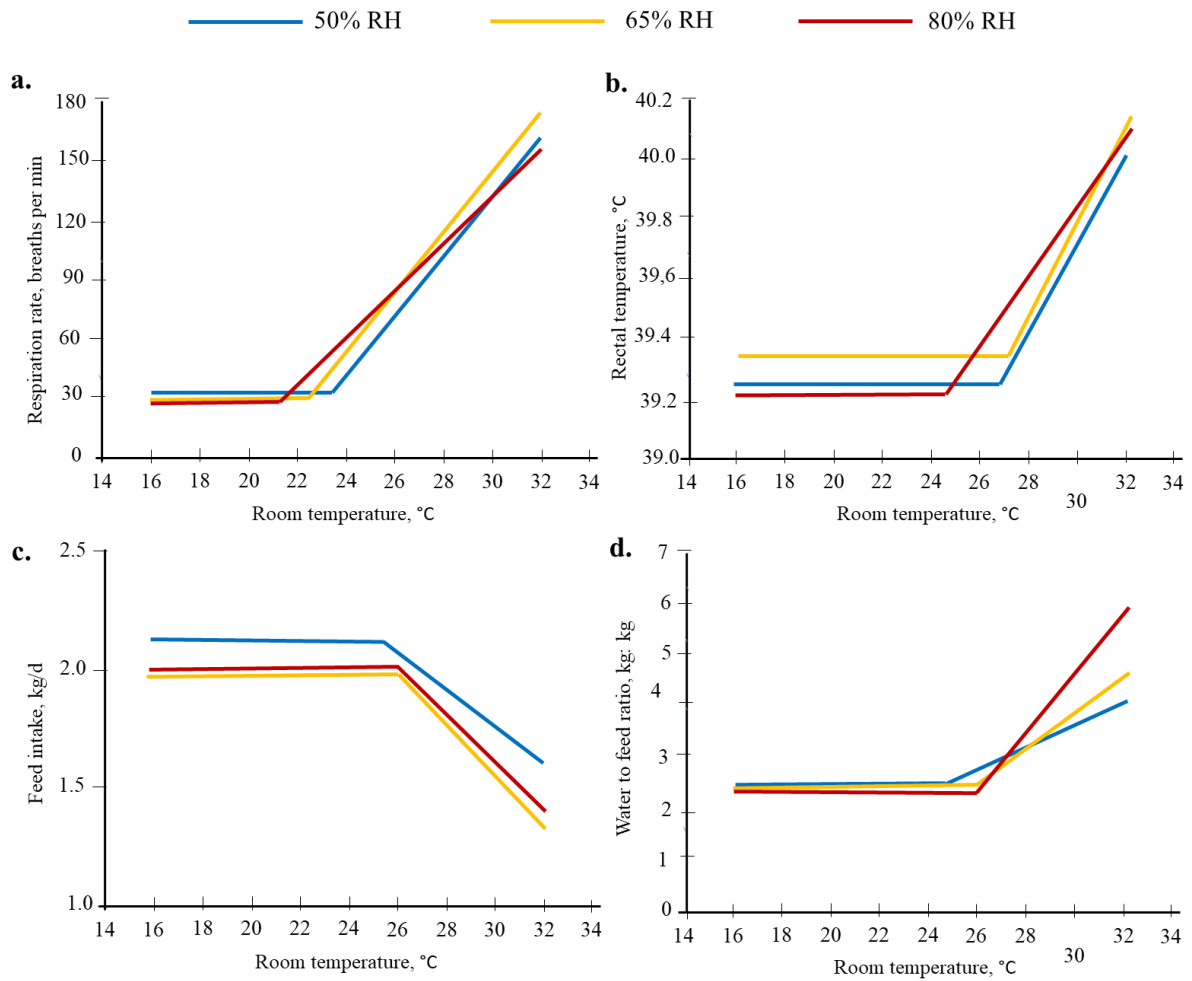 50% RH 65% RH 80% RH
a.
180
150
120
90
60
30
0
Respiration rate, breaths per min
14 16 18 20 22 24 26 28 30 32 34
Room temperature, °C
b.
40.2
40.0
39.8
39.6
39.4
39.2
39.0
Rectal temperature, °C
14 16 18 20 22 24 26 28 30 32 34
Room temperature, °C
c.
2.5
2.0
1.5
1.0
Feed intake, kg/d
14 16 18 20 22 24 26 28 30 32 34
Room temperature, °C
d.
7
6
5
4
3
2
1
0
Water to feed ratio, kg: kg
14 16 18 20 22 24 26 28 30 32 34
Room temperature, °C